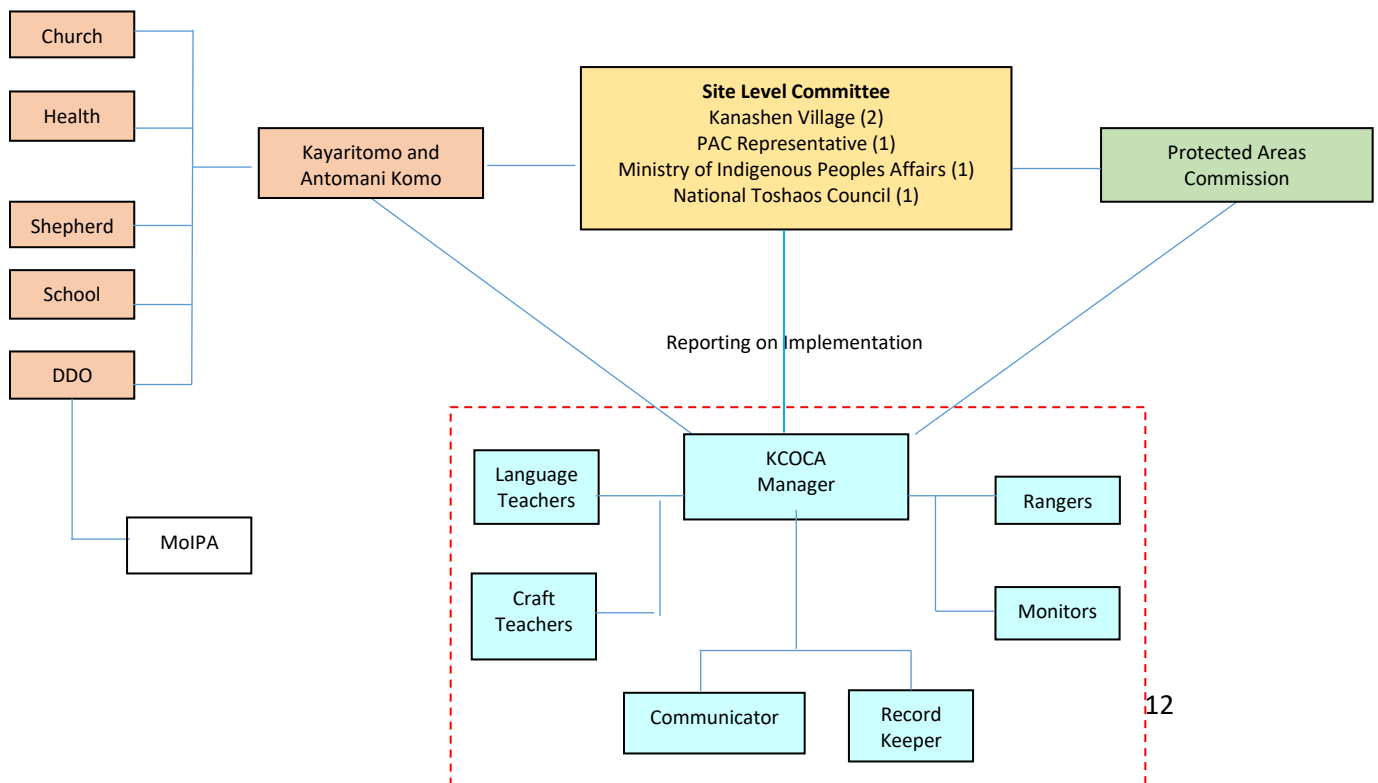 Church
Health
Shepherd
School
DDO
MoIPA
Kayaritomo and
Antomani Komo
Site Level Committee
Kanashen Village (2)
PAC Representative (1)
Ministry of Indigenous Peoples Affairs (1)
National Toshaos Council (1)
Protected Areas
Commission
Reporting on Implementation
KCOCA
Manager
Language
Teachers
Craft
Teachers
Rangers
Monitors
Communicator
Record
Keeper
12